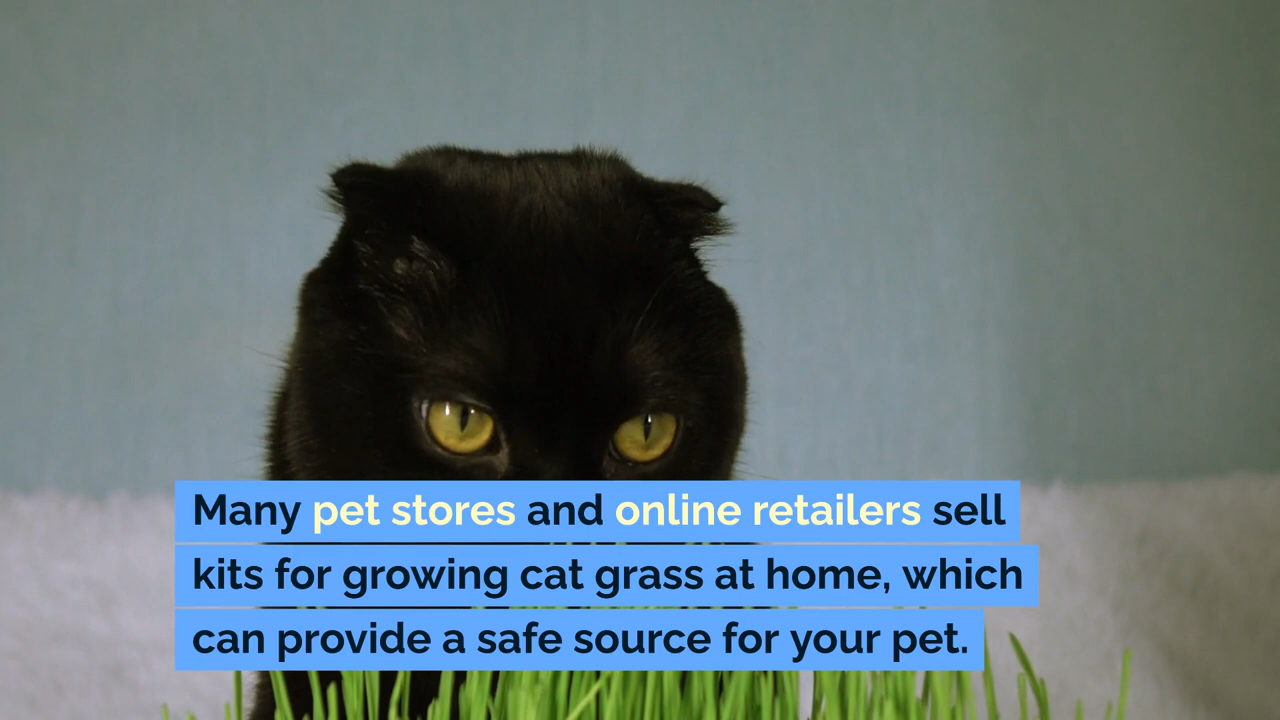 Many pet stores and online retailers sell
kits for growing cat grass at home, which
can provide a safe source for your pet.